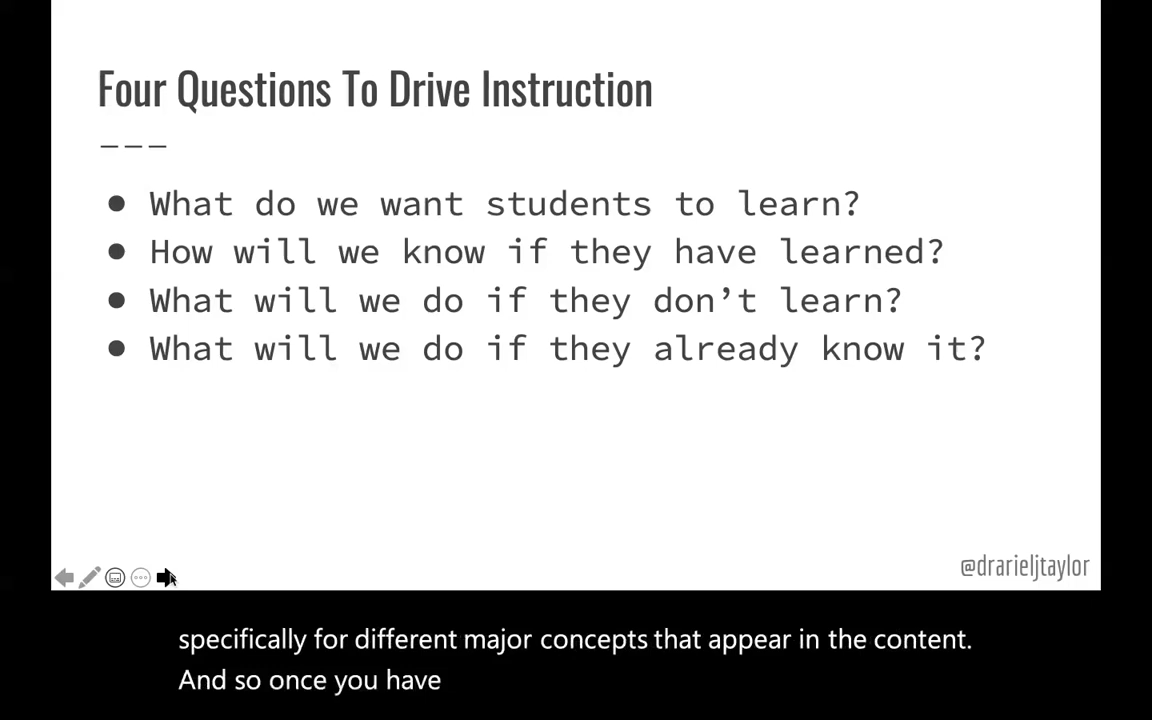 Four Questions To Drive Instruction
● What do we want students to learn?
● How will we know if they have learned?
● What will we do if they don’t learn?
● What will we do if they already know it?
@drarieljtaylor
specifically for different major concepts that appear in the content.
And so once you have